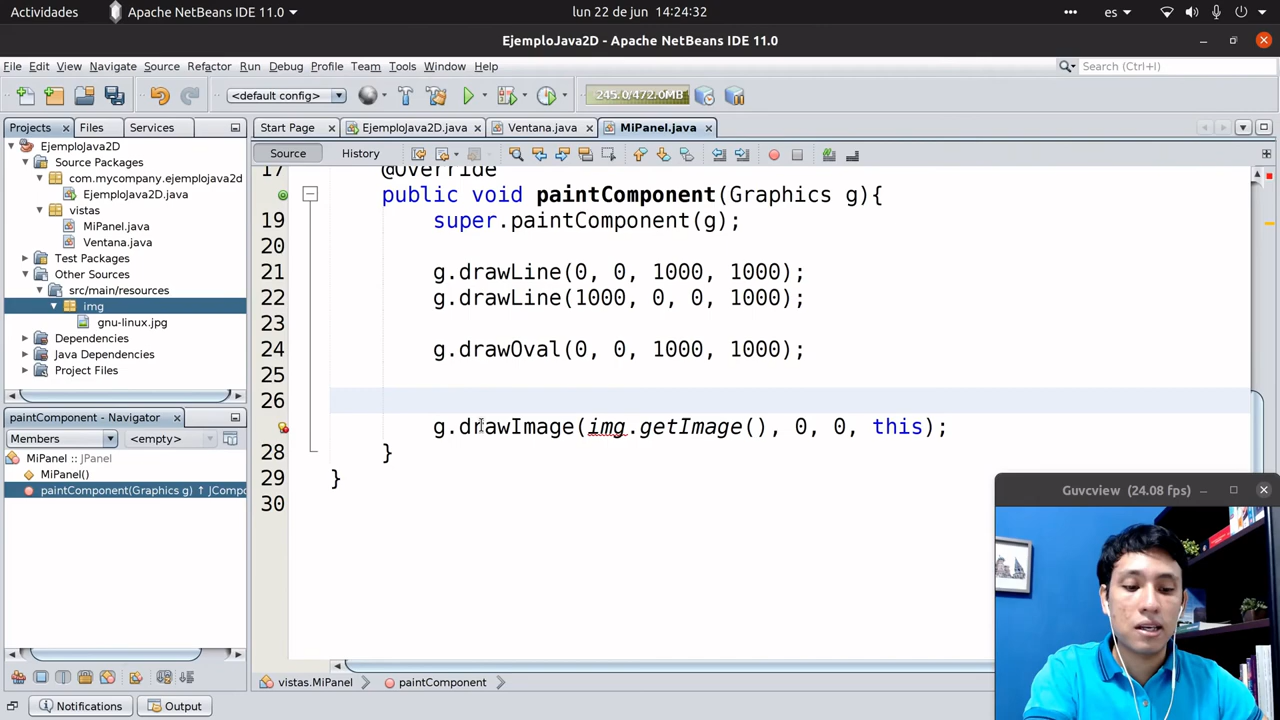 Actividades
Apache NetBeans IDE 11.0
lun 22 de jun 14:24:32
es
EjemploJava2D - Apache NetBeans IDE 11.0
File Edit View Navigate Source Refactor Run Debug Profile Team Tools Window Help
Search (Ctrl+I)
<default config>
245.0/472.0MB
Projects Files Services
Start Page EjemploJava2D.java Ventana.java MiPanel.java
Source History
EjemploJava2D
Source Packages
com.mycompany.ejemplojava2d
EjemploJava2D.java
vistas
MiPanel.java
Ventana.java
Test Packages
Other Sources
src/main/resources
img
gnu-linux.jpg
Dependencies
Java Dependencies
Project Files
paintComponent - Navigator
Members
<empty>
MiPanel :: JPanel
MiPanel()
paintComponent(Graphics g) ↑ JCompo
17 @Override
public void paintComponent(Graphics g){
19 super.paintComponent(g);
20
21 g.drawLine(0, 0, 1000, 1000);
22 g.drawLine(1000, 0, 0, 1000);
23
24 g.drawOval(0, 0, 1000, 1000);
25
26
g.drawImage(img.getImage(), 0, 0, this);
28 }
29 }
30
Guvcview (24.08 fps)
vistas.MiPanel
paintComponent
Notifications Output